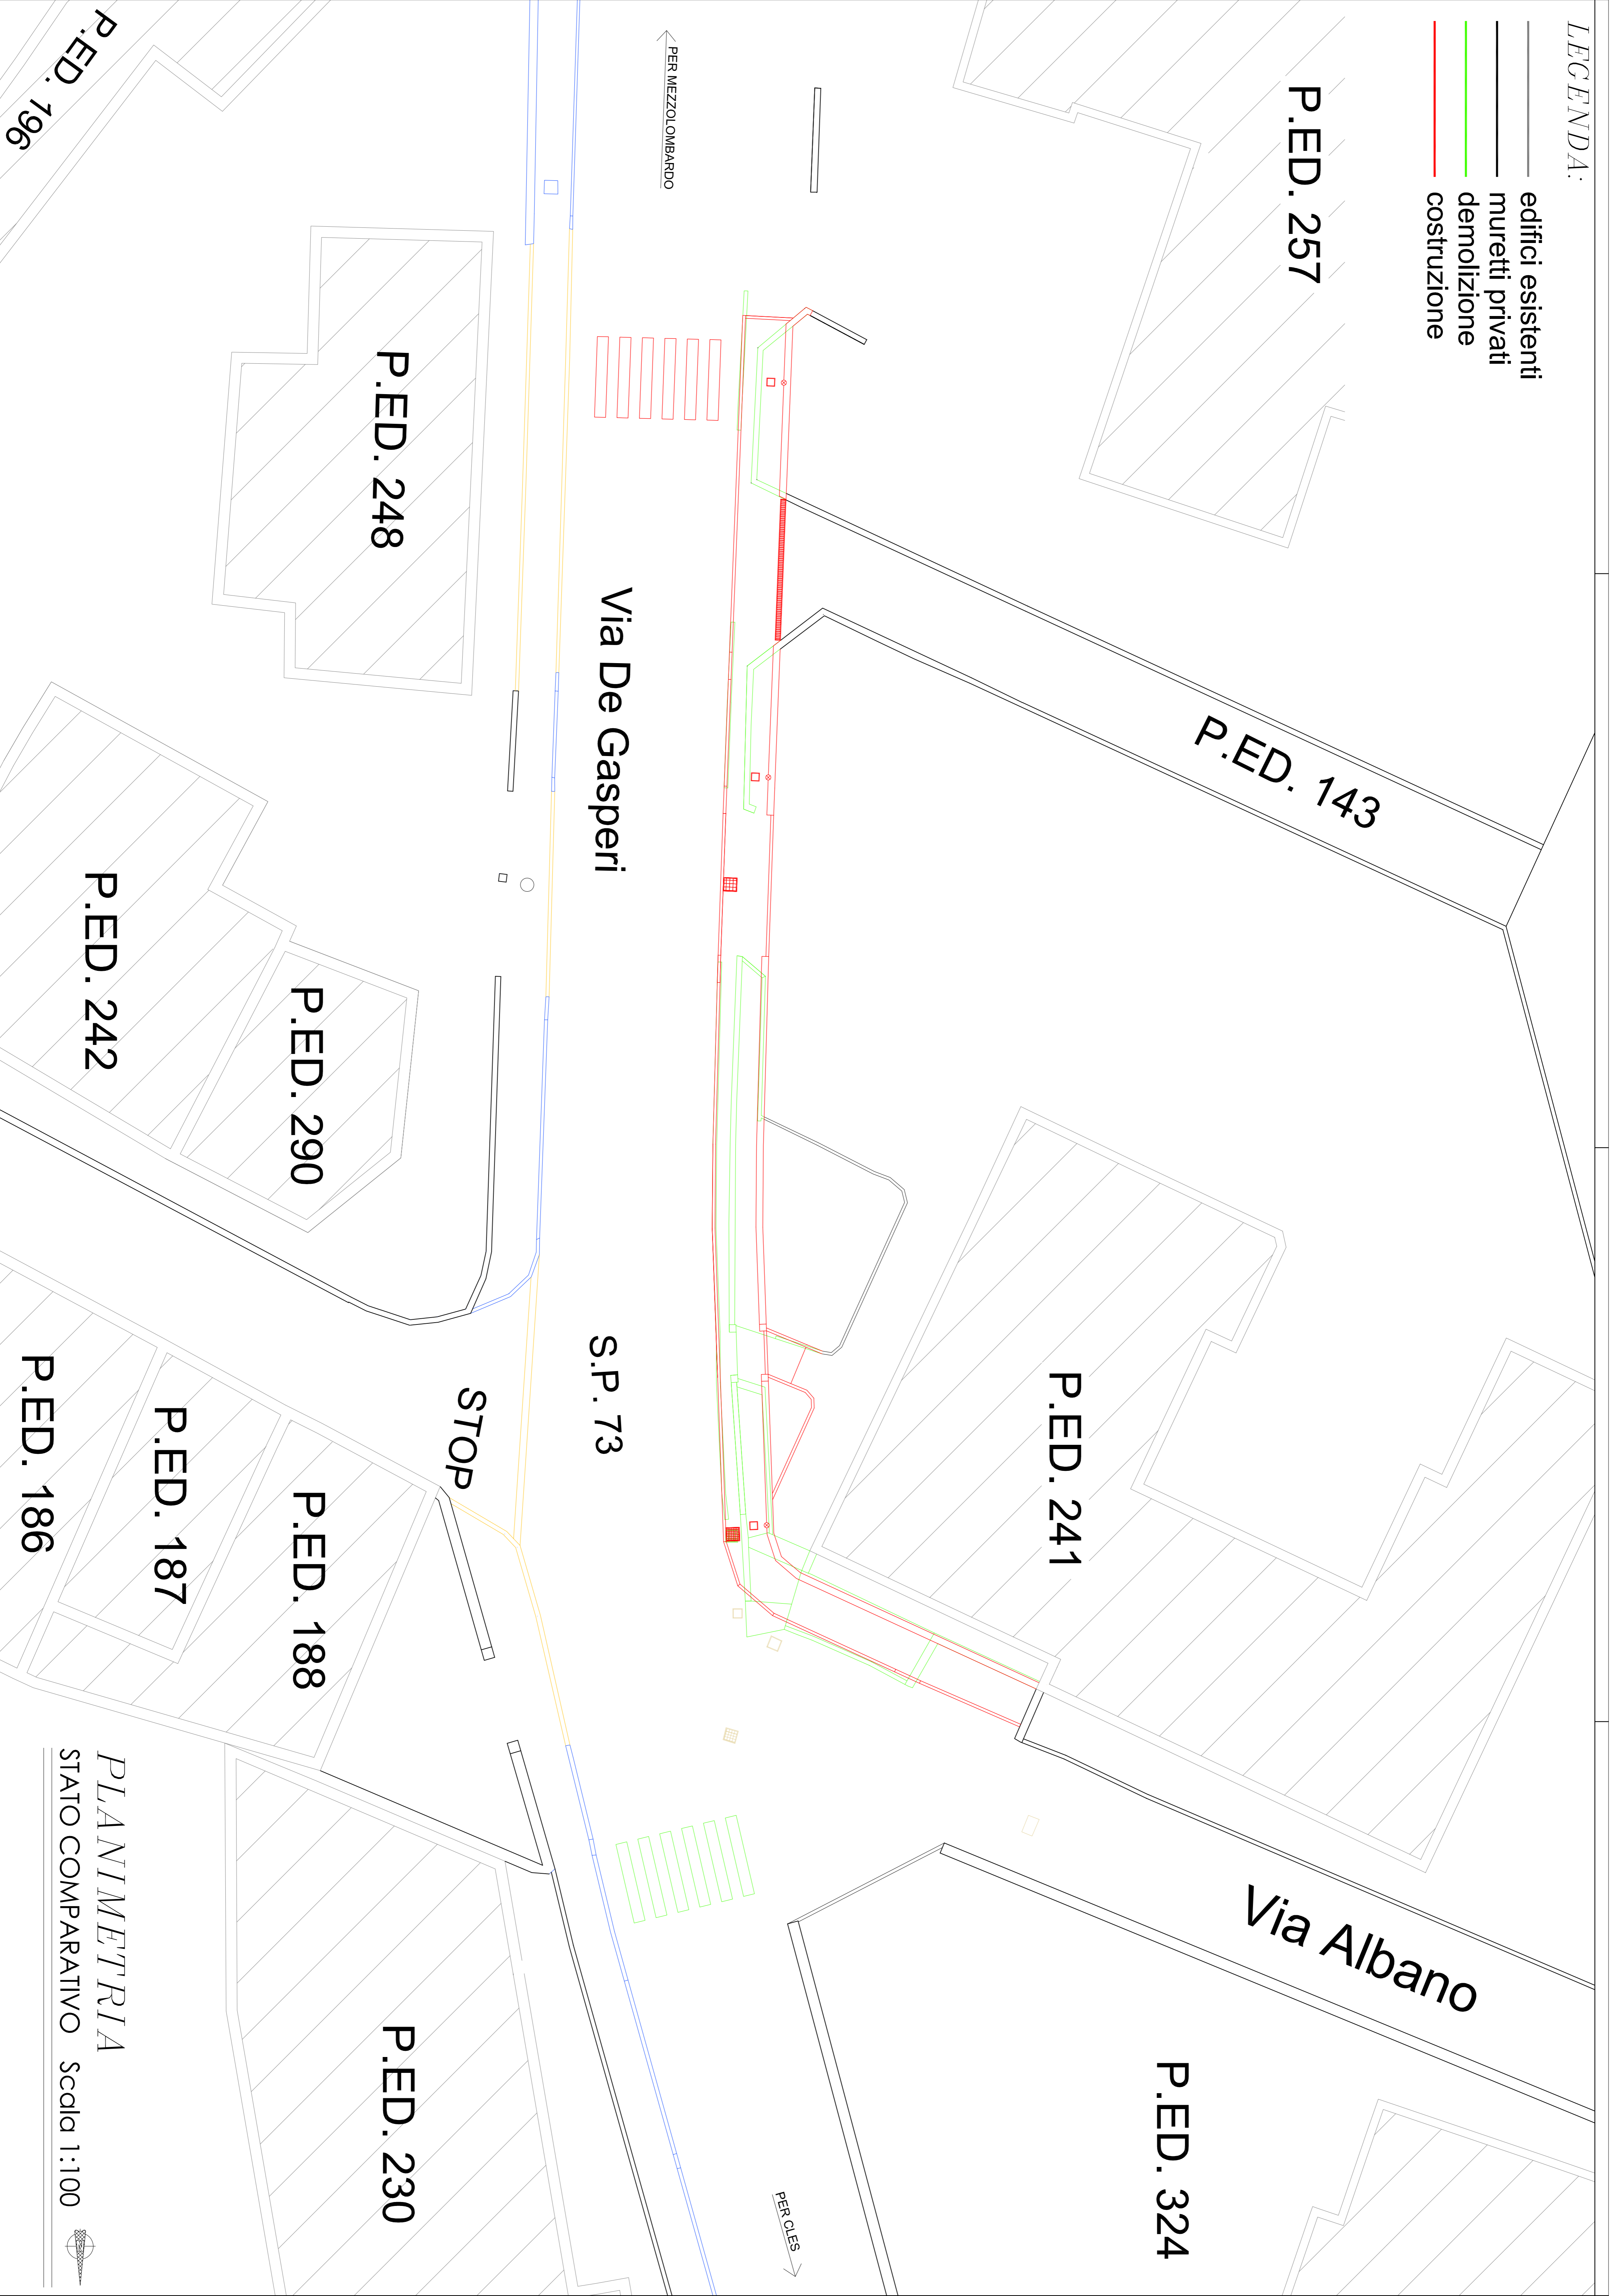 LEGENDA:
edifici esistenti
muretti privati
demolizione
costruzione
P.ED. 257
P.ED. 143
P.ED. 241
Via Albano
P.ED. 324
PER MEZZOLOMBARDO
Via De Gasperi
S.P. 73
PER CLES
STOP
P.ED. 196
P.ED. 248
P.ED. 290
P.ED. 242
P.ED. 188
P.ED. 187
P.ED. 186
P.ED. 230
PLANIMETRIA
STATO COMPARATIVO Scala 1:100